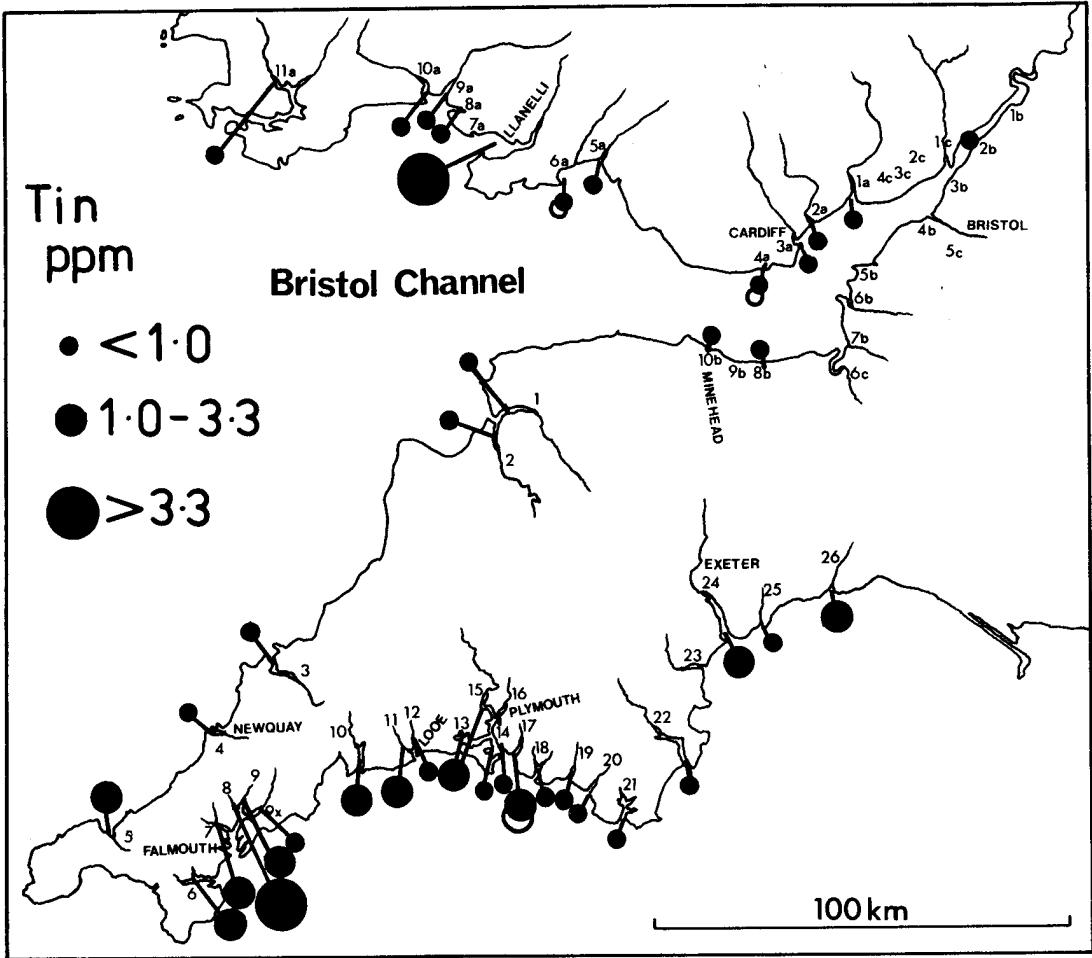 11a
10a
9a
8a
7a
LLANELLI
6a
5a
1b
1c
2b
2c
3c
4c
1a
3b
2a
CARDIFF
3a
4b
BRISTOL
5c
4a
5b
6b
Tin
ppm
Bristol Channel
<1·0
1·0-3·3
>3·3
7b
10b
9b
8b
6c
MINEHEAD
1
2
EXETER
24
25
26
23
3
NEWQUAY
4
15
16
PLYMOUTH
10
11
12
LOOE
13
14
17
18
19
20
21
22
8
9
9x
7
5
FALMOUTH
6
100 km